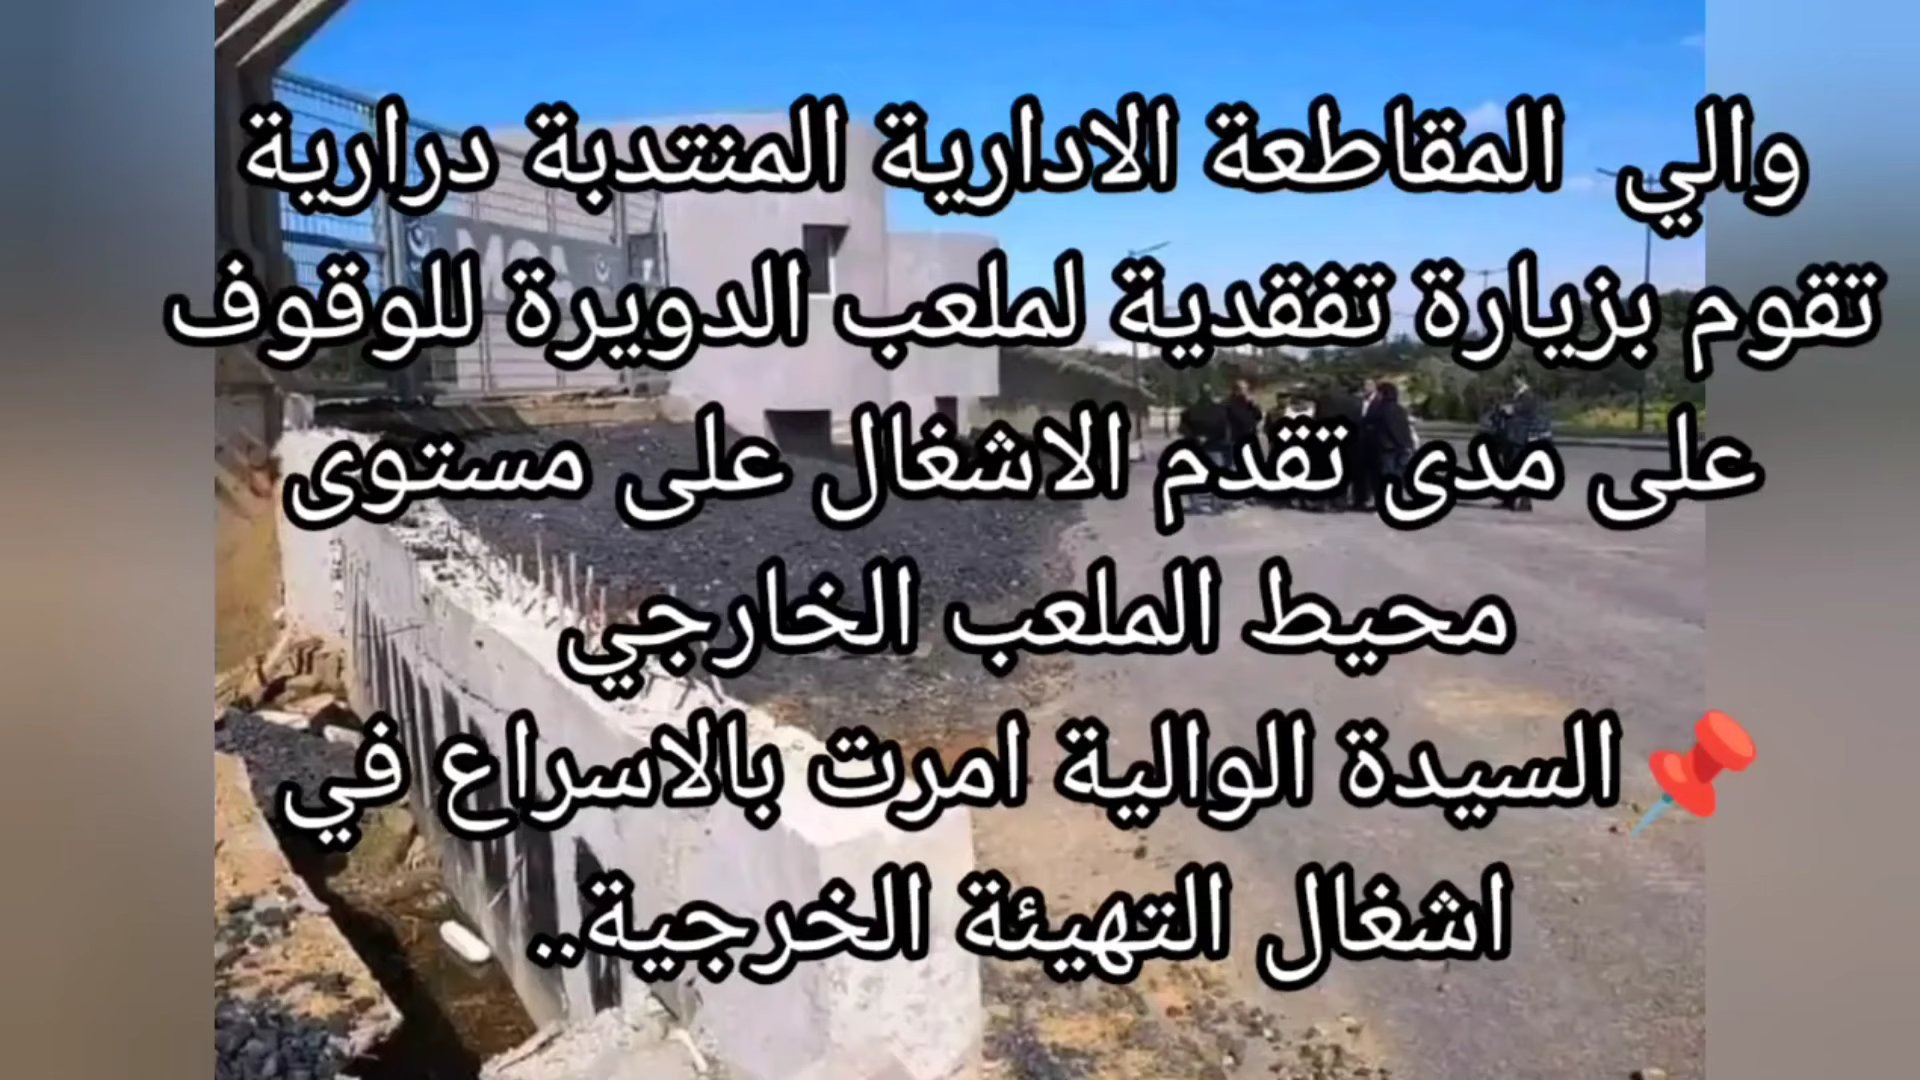 والي المقاطعة الادارية المنتدبة درارية
تقوم بزيارة تفقدية لملعب الدويرة للوقوف
على مدى تقدم الاشغال على مستوى
محيط الملعب الخارجي
📌السيدة الوالية امرت بالاسراع في
اشغال التهيئة الخرجية..